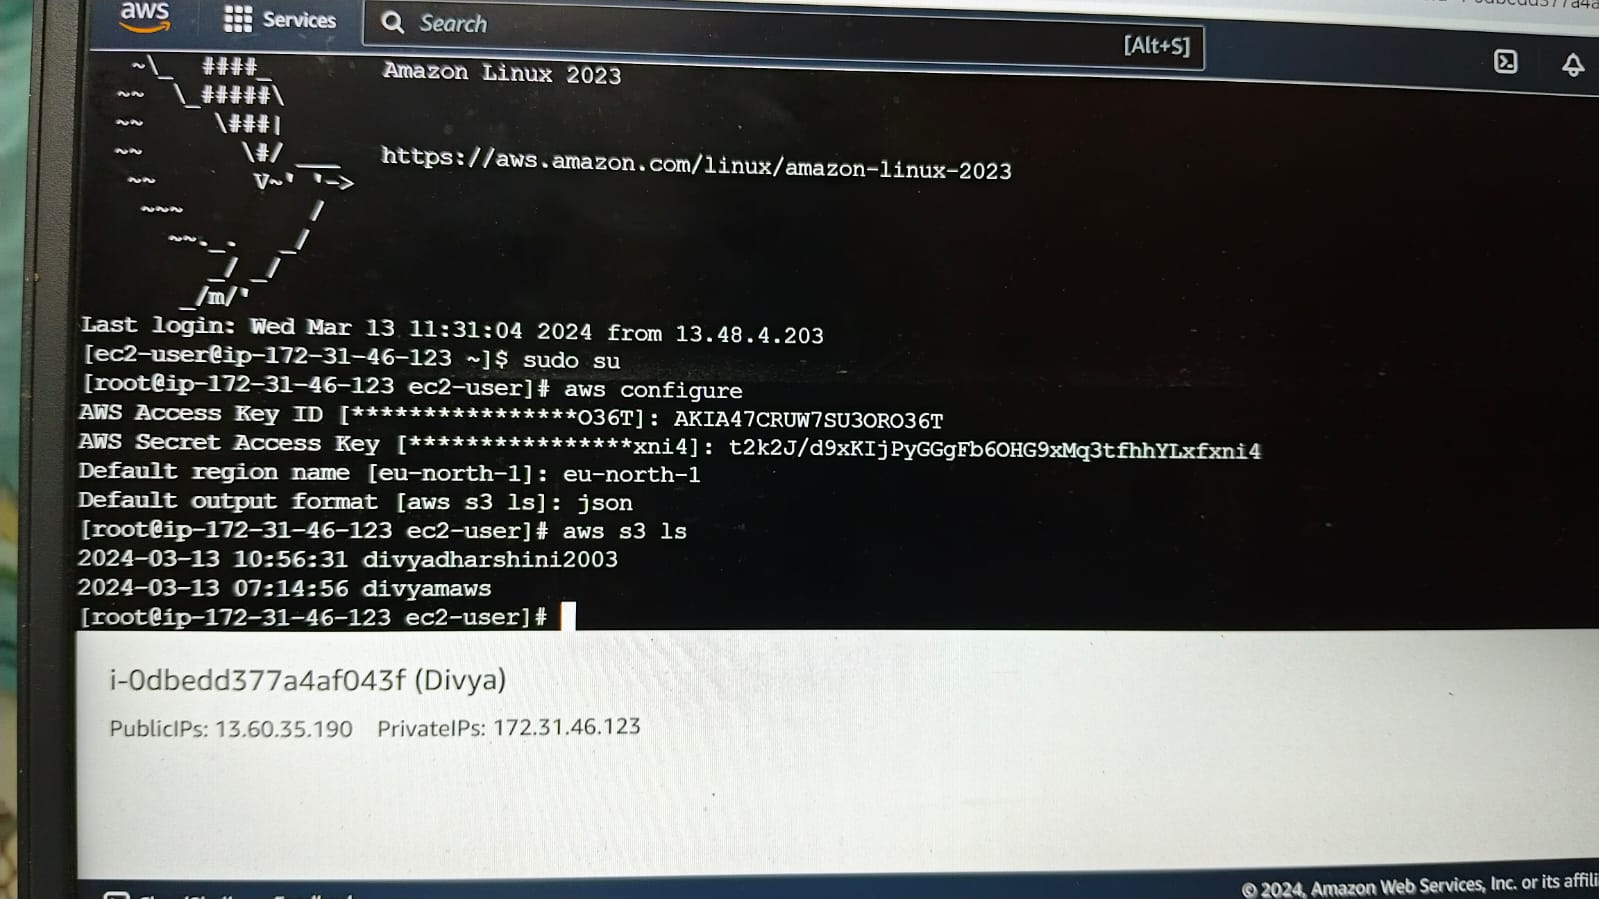 aws Services Search [Alt+S]
~\_ ####_ Amazon Linux 2023
~~ \_#####\
~~ \###|
~~ \#/ ___ https://aws.amazon.com/linux/amazon-linux-2023
~~ V~' '->
~~~ /
~~._. _/
_/ _/
_/m/'
Last login: Wed Mar 13 11:31:04 2024 from 13.48.4.203
[ec2-user@ip-172-31-46-123 ~]$ sudo su
[root@ip-172-31-46-123 ec2-user]# aws configure
AWS Access Key ID [****************O36T]: AKIA47CRUW7SU3ORO36T
AWS Secret Access Key [****************xni4]: 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
Default region name [eu-north-1]: eu-north-1
Default output format [aws s3 ls]: json
[root@ip-172-31-46-123 ec2-user]# aws s3 ls
2024-03-13 10:56:31 divyadharshini2003
2024-03-13 07:14:56 divyamaws
[root@ip-172-31-46-123 ec2-user]#
i-0dbedd377a4af043f (Divya)
PublicIPs: 13.60.35.190 PrivateIPs: 172.31.46.123
© 2024, Amazon Web Services, Inc. or its affili